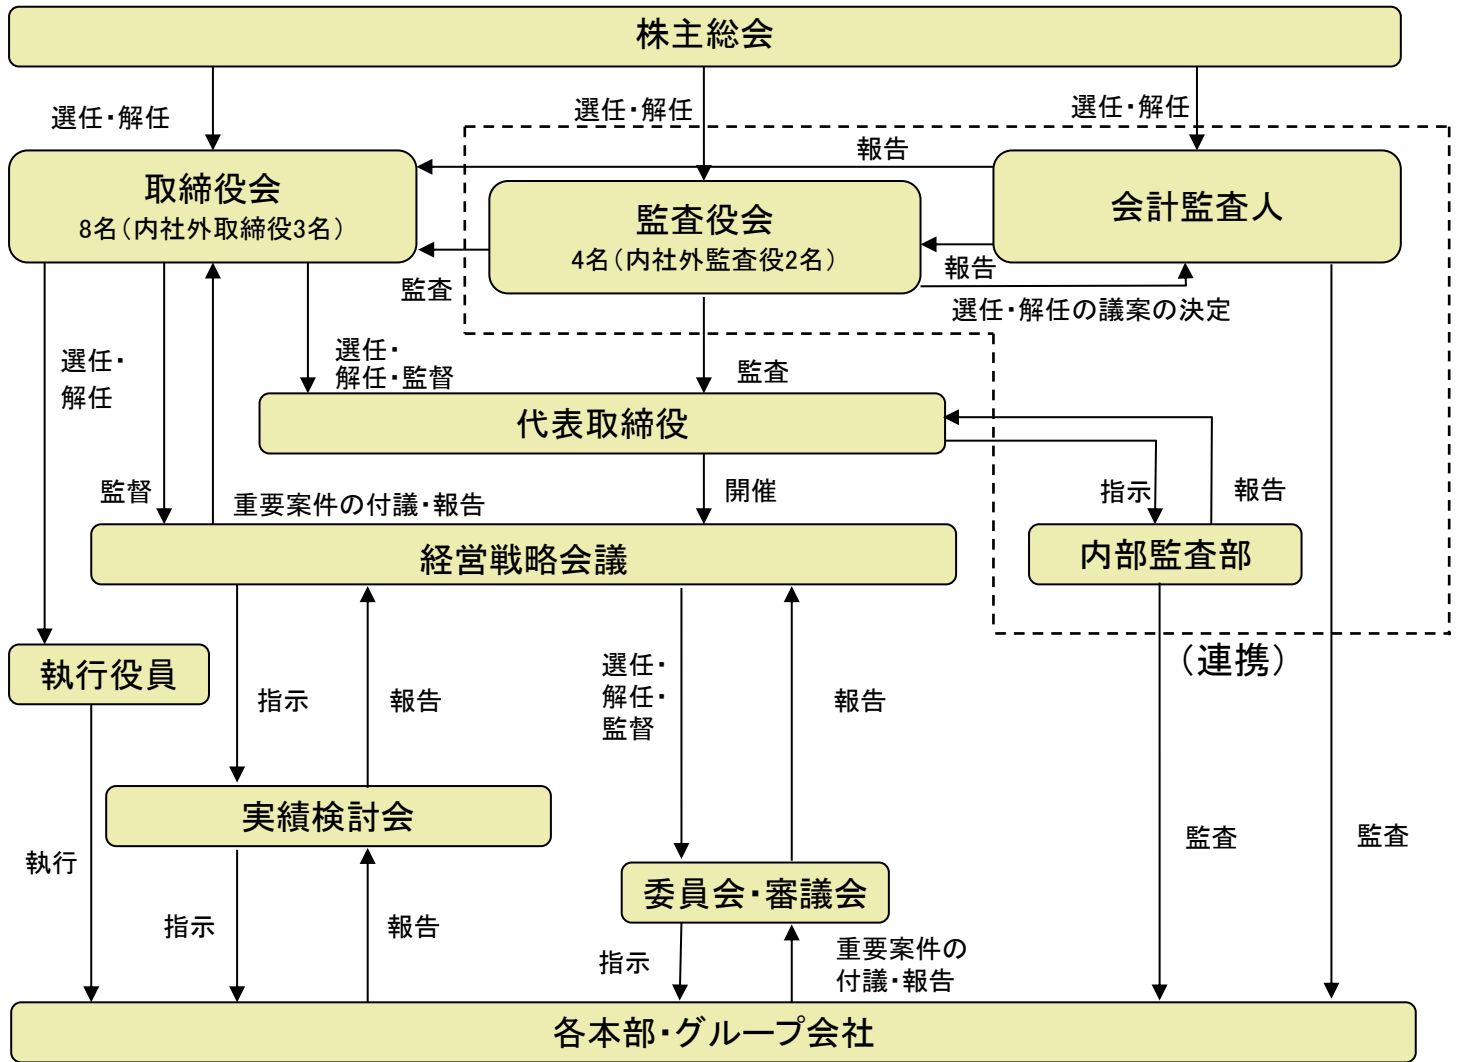 株主総会
選任・解任
選任・解任
選任・解任
報告
取締役会
8名(内社外取締役3名)
監査役会
4名(内社外監査役2名)
会計監査人
監査
報告
選任・解任の議案の決定
選任・
解任
選任・
解任・監督
監査
代表取締役
監督
重要案件の付議・報告
開催
指示
報告
経営戦略会議
内部監査部
(連携)
執行役員
指示
報告
選任・
解任・
監督
報告
実績検討会
監査
監査
執行
委員会・審議会
指示
報告
指示
重要案件の
付議・報告
各本部・グループ会社